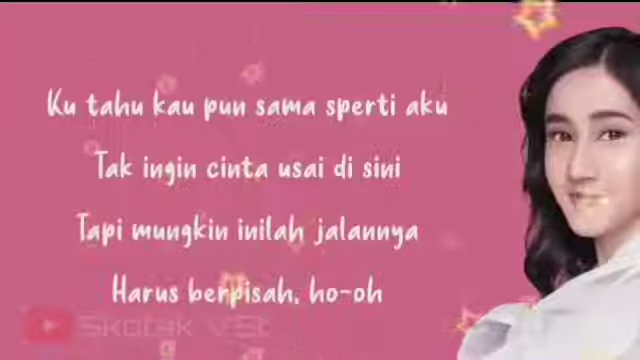 Ku tahu kau pun sama sperti aku
Tak ingin cinta usai di sini
Tapi mungkin inilah jalannya
Harus berpisah, ho-oh